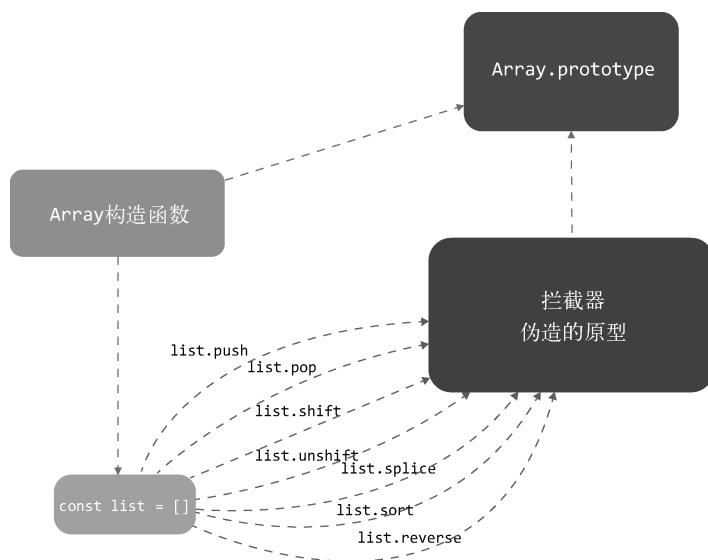 Array.prototype
Array构造函数
拦截器
伪造的原型
list.push
list.pop
list.shift
list.unshift
list.splice
const list = []
list.sort
list.reverse